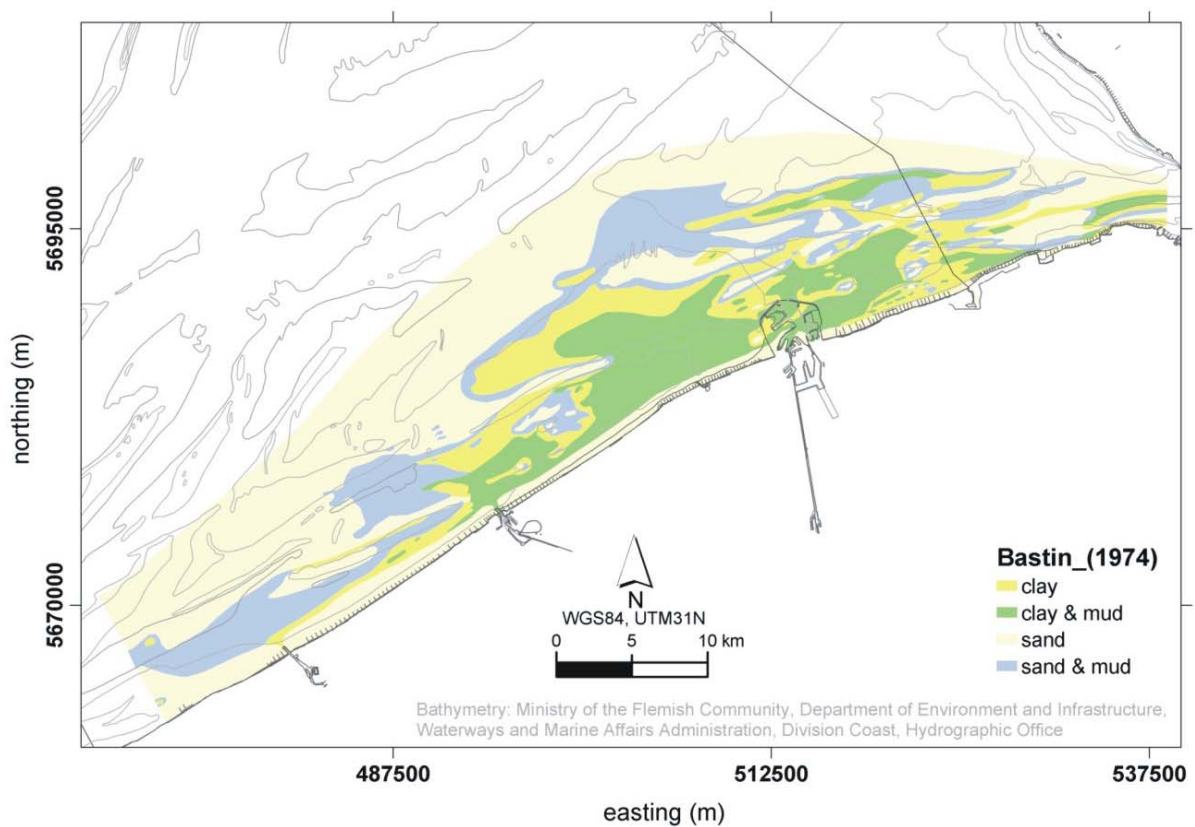 5695000
northing (m)
5670000
Bastin_(1974)
clay
clay & mud
sand
sand & mud
N
WGS84, UTM31N
0 5 10 km
Bathymetry: Ministry of the Flemish Community, Department of Environment and Infrastructure,
Waterways and Marine Affairs Administration, Division Coast, Hydrographic Office
487500 512500 537500
easting (m)